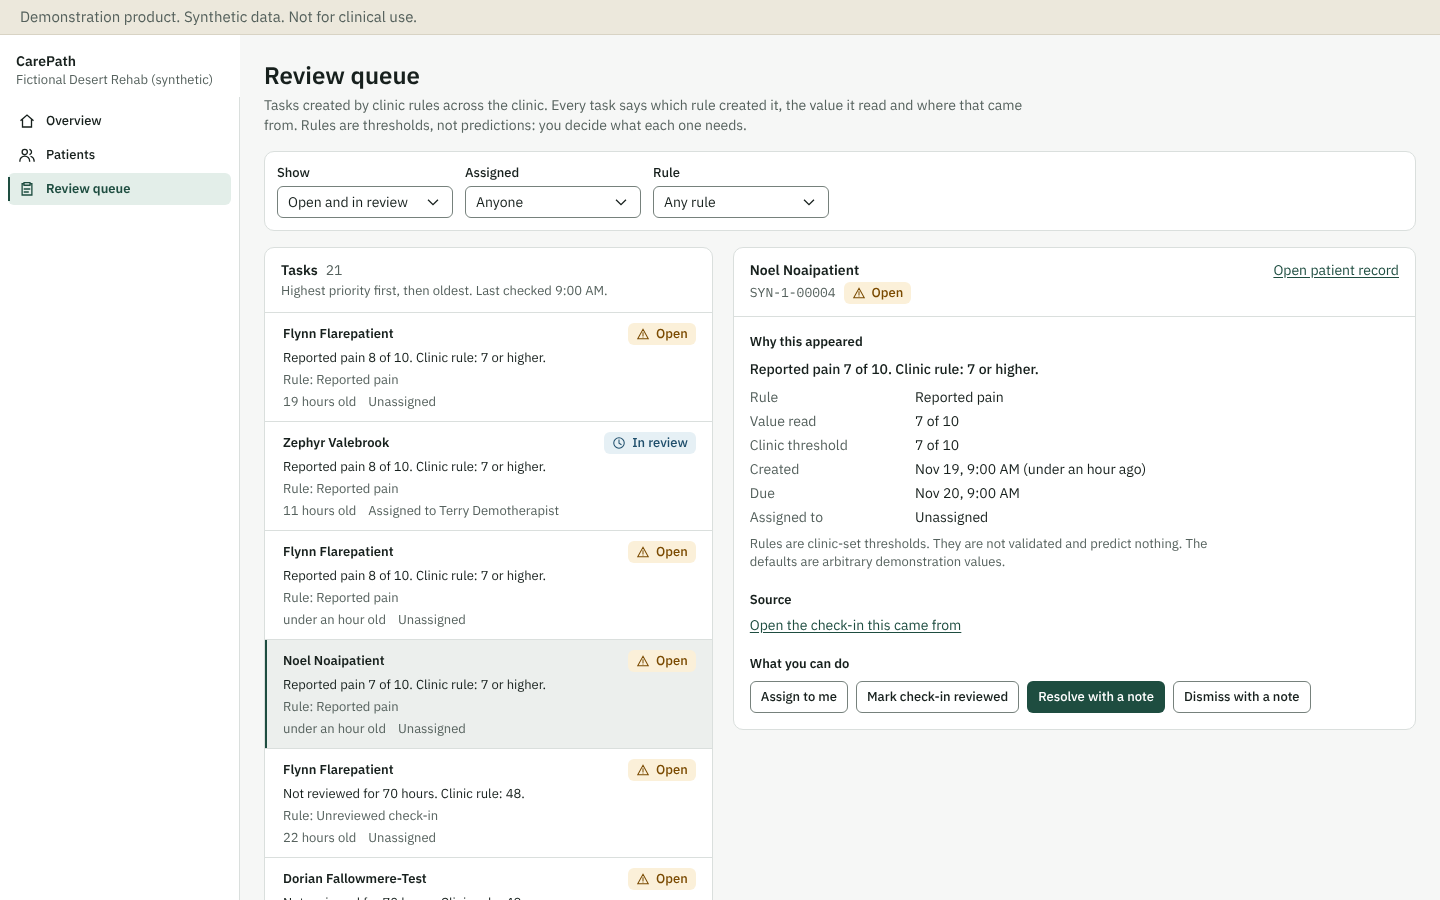 Demonstration product. Synthetic data. Not for clinical use.
CarePath
Fictional Desert Rehab (synthetic)
Overview
Patients
Review queue
Review queue
Tasks created by clinic rules across the clinic. Every task says which rule created it, the value it read and where that came
from. Rules are thresholds, not predictions: you decide what each one needs.
Show
Assigned
Rule
Open and in review
Anyone
Any rule
Tasks 21
Highest priority first, then oldest. Last checked 9:00 AM.
Flynn Flarepatient
Open
Reported pain 8 of 10. Clinic rule: 7 or higher.
Rule: Reported pain
19 hours old Unassigned
Zephyr Valebrook
In review
Reported pain 8 of 10. Clinic rule: 7 or higher.
Rule: Reported pain
11 hours old Assigned to Terry Demotherapist
Flynn Flarepatient
Open
Reported pain 8 of 10. Clinic rule: 7 or higher.
Rule: Reported pain
under an hour old Unassigned
Noel Noaipatient
Open
Reported pain 7 of 10. Clinic rule: 7 or higher.
Rule: Reported pain
under an hour old Unassigned
Flynn Flarepatient
Open
Not reviewed for 70 hours. Clinic rule: 48.
Rule: Unreviewed check-in
22 hours old Unassigned
Dorian Fallowmere-Test
Open
Noel Noaipatient
Open patient record
SYN-1-00004
Open
Why this appeared
Reported pain 7 of 10. Clinic rule: 7 or higher.
Rule Reported pain
Value read 7 of 10
Clinic threshold 7 of 10
Created Nov 19, 9:00 AM (under an hour ago)
Due Nov 20, 9:00 AM
Assigned to Unassigned
Rules are clinic-set thresholds. They are not validated and predict nothing. The
defaults are arbitrary demonstration values.
Source
Open the check-in this came from
What you can do
Assign to me
Mark check-in reviewed
Resolve with a note
Dismiss with a note